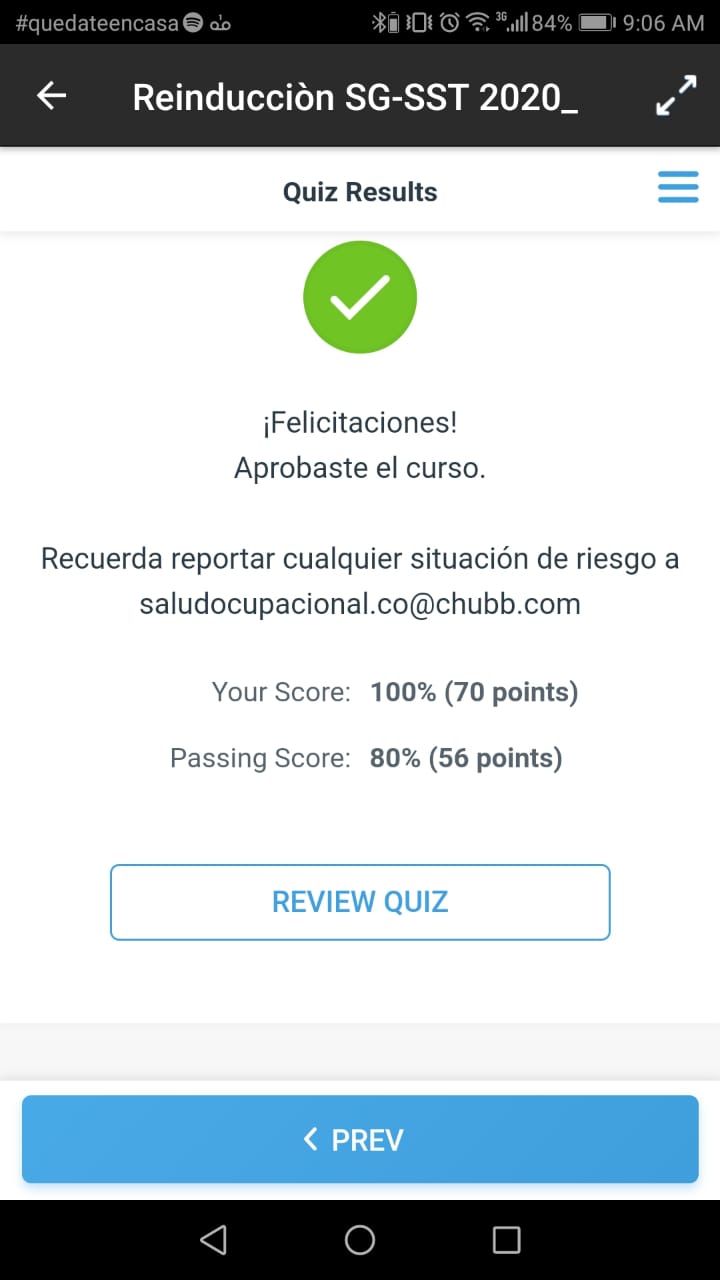 #quedateencasa
3G 84% 9:06 AM
Reinducciòn SG-SST 2020_
Quiz Results
¡Felicitaciones!
Aprobaste el curso.
Recuerda reportar cualquier situación de riesgo a
saludocupacional.co@chubb.com
Your Score: 100% (70 points)
Passing Score: 80% (56 points)
REVIEW QUIZ
PREV